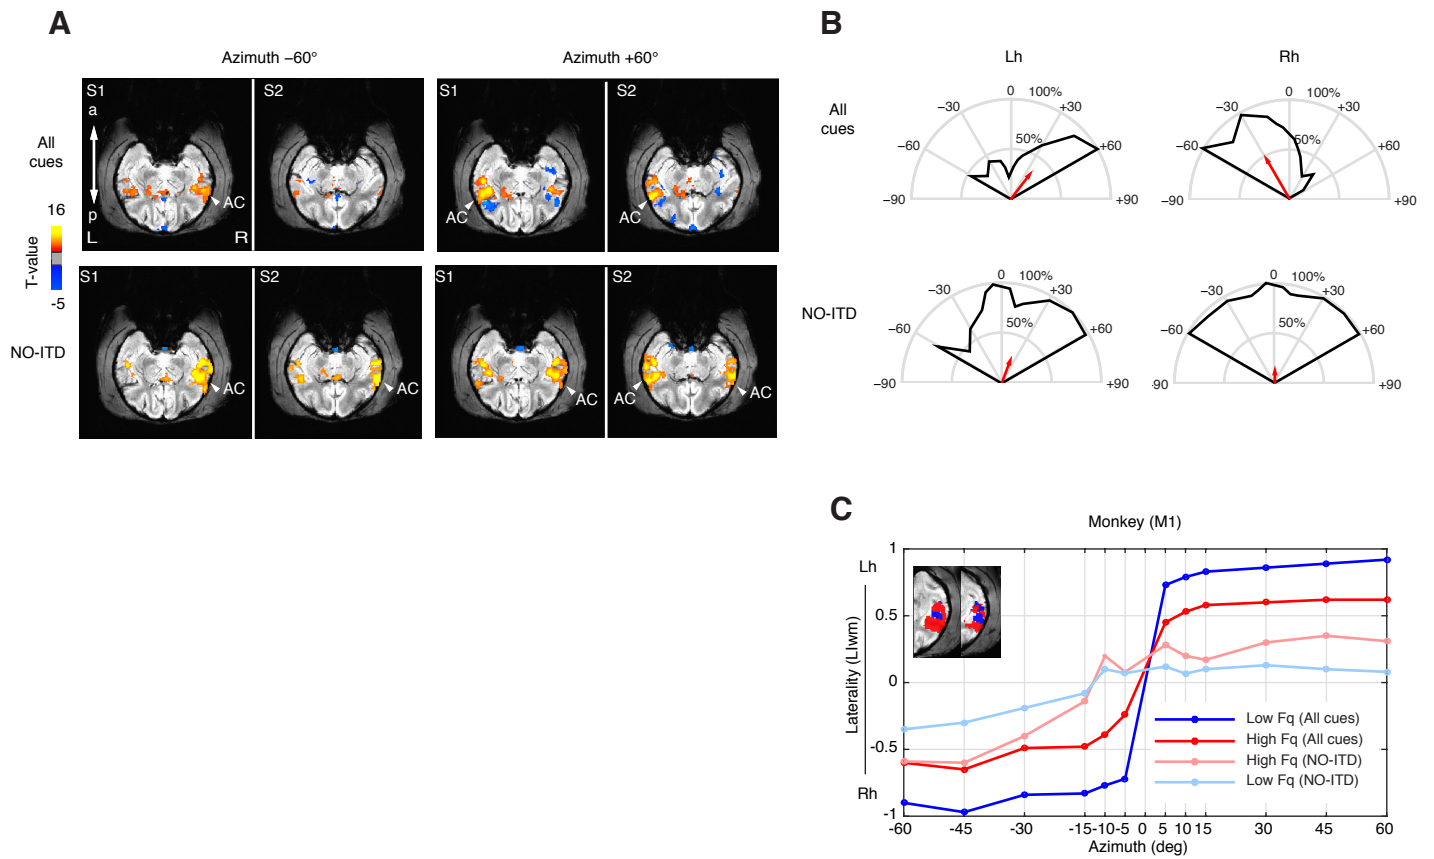 A
Azimuth −60°
Azimuth +60°
S1
S2
S1
S2
a
All
cues
p
L
R
AC
AC
AC
16
T-value
-5
S1
S2
S1
S2
NO-ITD
AC
AC
AC
AC
AC
B
Lh
Rh
All
cues
0
100%
−30
+30
50%
−60
+60
−90
+90
0
100%
−30
+30
50%
−60
+60
−90
+90
NO-ITD
0
100%
−30
+30
50%
−60
+60
−90
+90
0
100%
−30
+30
50%
−60
+60
90
+90
C
Monkey (M1)
1
Lh
0.5
Laterality (LIwm)
0
-0.5
Rh
-1
Low Fq (All cues)
High Fq (All cues)
High Fq (NO-ITD)
Low Fq (NO-ITD)
-60 -45 -30 -15 -10 -5 0 5 10 15 30 45 60
Azimuth (deg)